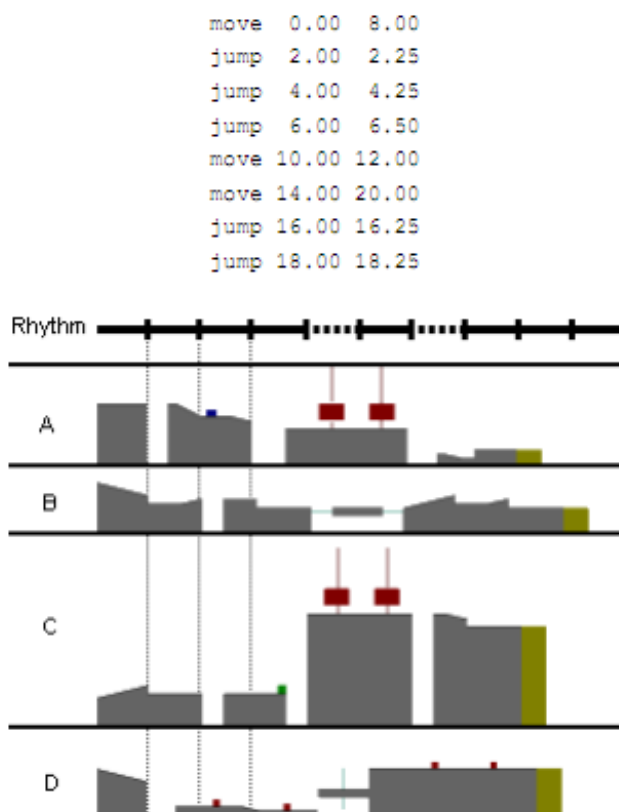 move 0.00 8.00
jump 2.00 2.25
jump 4.00 4.25
jump 6.00 6.50
move 10.00 12.00
move 14.00 20.00
jump 16.00 16.25
jump 18.00 18.25
Rhythm
A
B
C
D